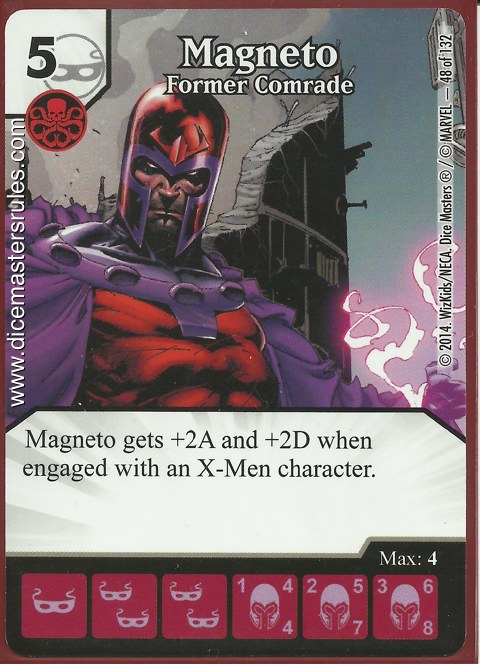 5
Magneto
Former Comrade
© 2014. WizKids/NECA. Dice Masters ® / © MARVEL — 48 of 132
www.dicemastersrules.com
Magneto gets +2A and +2D when
engaged with an X-Men character.
Max: 4
1 4 4
2 5 7
3 6 8